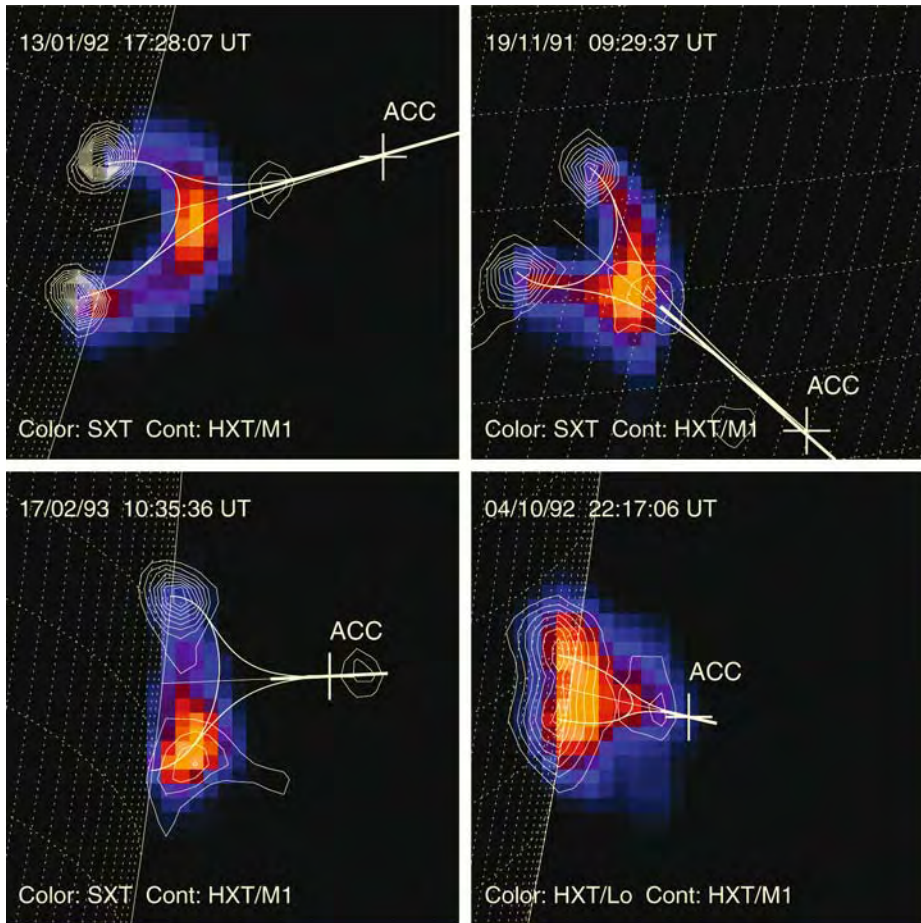 13/01/92 17:28:07 UT
ACC
Color: SXT Cont: HXT/M1
19/11/91 09:29:37 UT
ACC
Color: SXT Cont: HXT/M1
17/02/93 10:35:36 UT
ACC
Color: SXT Cont: HXT/M1
04/10/92 22:17:06 UT
ACC
Color: HXT/Lo Cont: HXT/M1